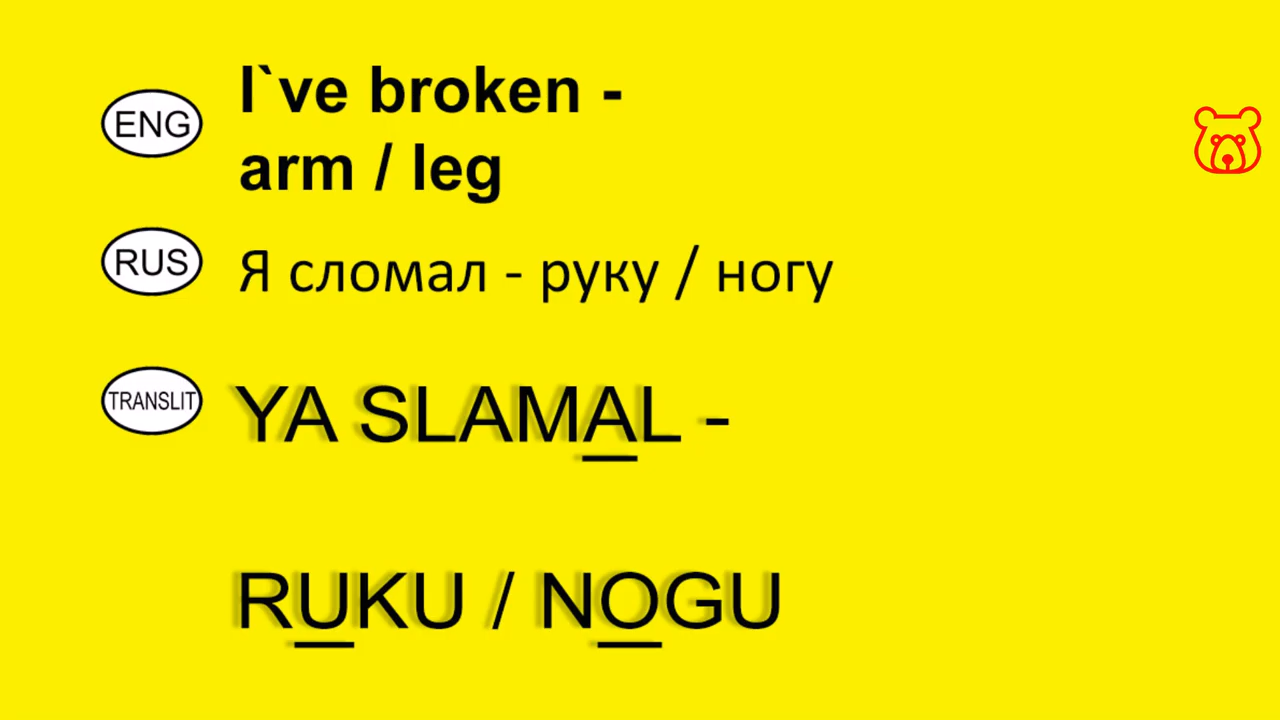 ENG
I`ve broken -
arm / leg
RUS
Я сломал - руку / ногу
TRANSLIT
YA SLAMAL -
RUKU / NOGU